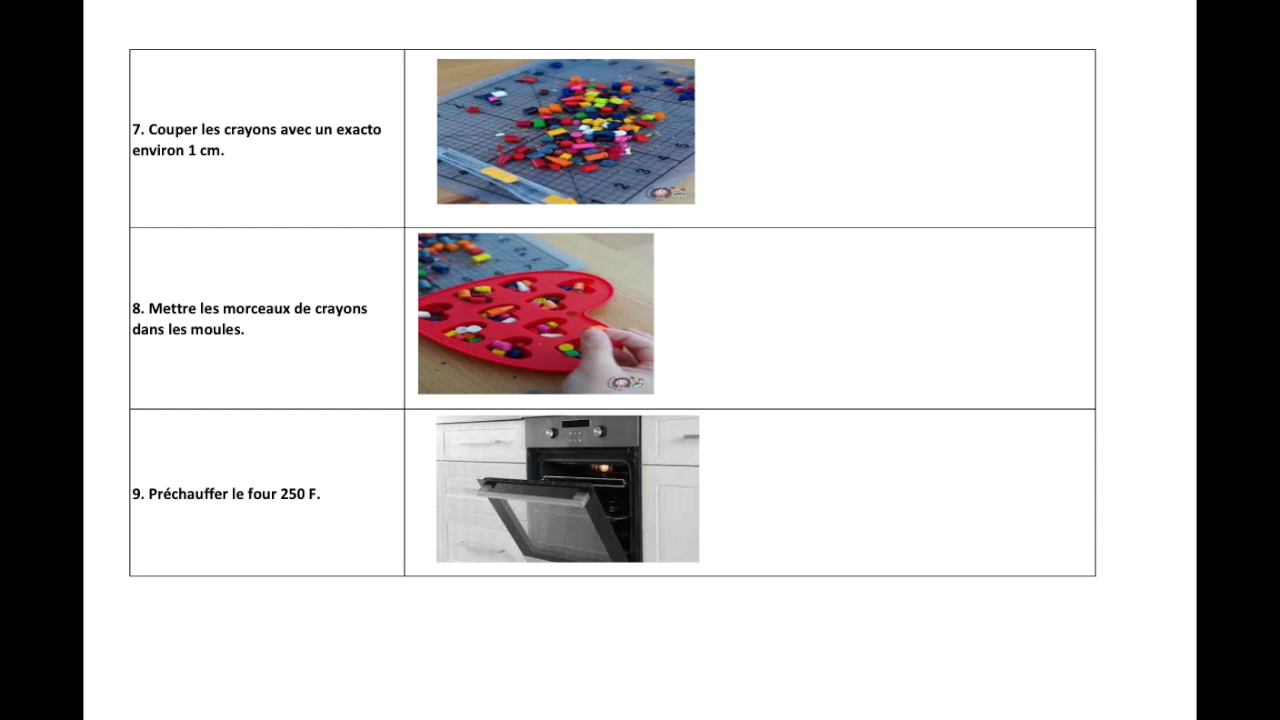 7. Couper les crayons avec un exacto
environ 1 cm.
8. Mettre les morceaux de crayons
dans les moules.
9. Préchauffer le four 250 F.